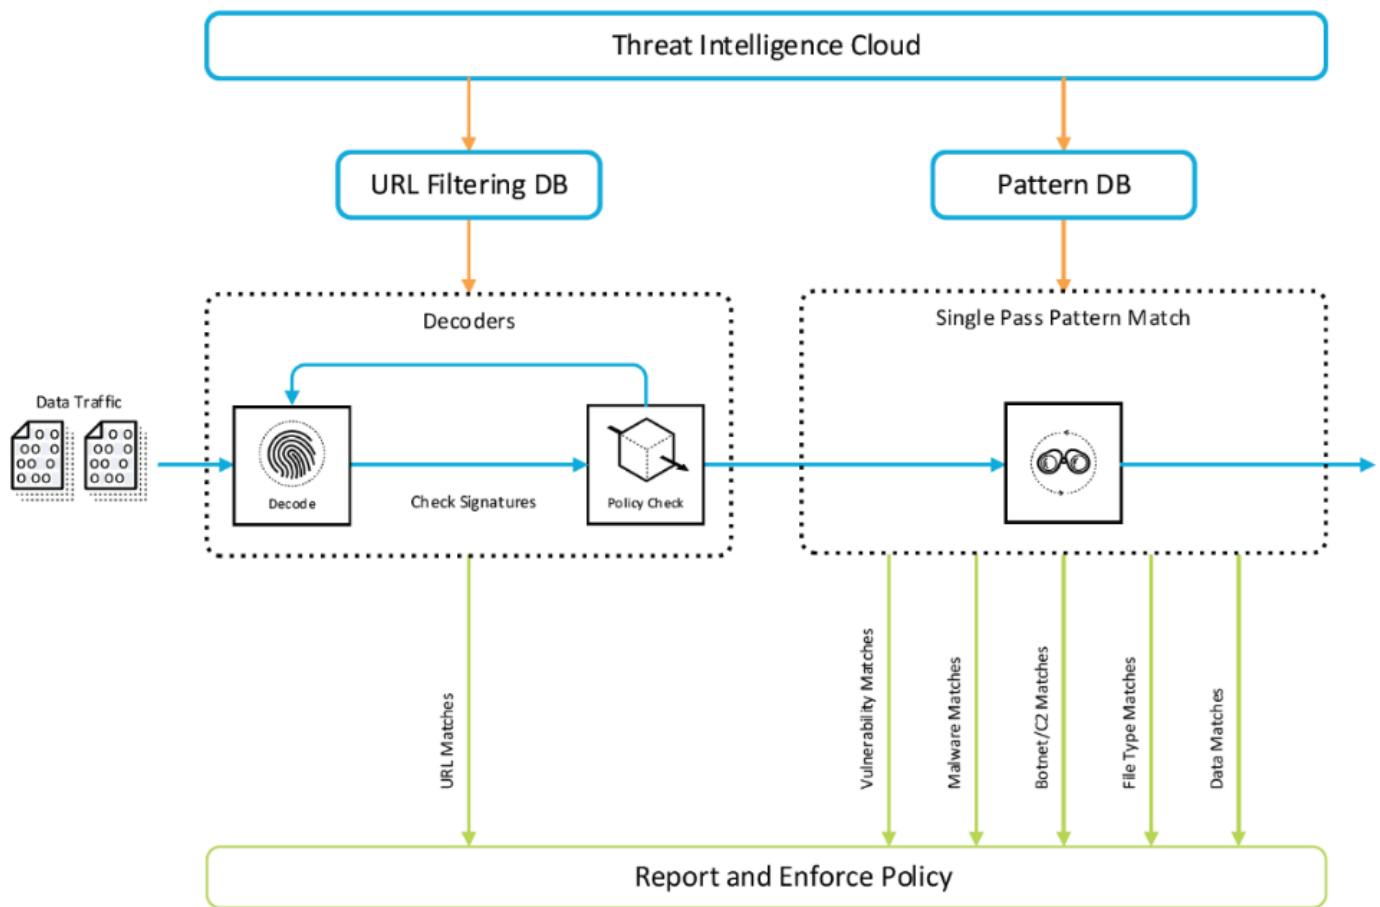 Threat Intelligence Cloud
URL Filtering DB
Pattern DB
Decoders
Single Pass Pattern Match
Data Traffic
Decode
Check Signatures
Policy Check
URL Matches
Vulnerability Matches
Malware Matches
Botnet/C2 Matches
File Type Matches
Data Matches
Report and Enforce Policy